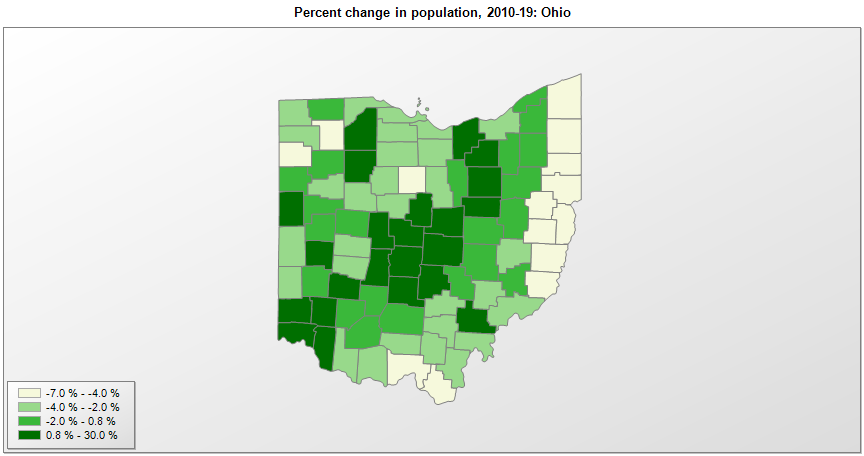 Percent change in population, 2010-19: Ohio
-7.0 % - -4.0 %
-4.0 % - -2.0 %
-2.0 % - 0.8 %
0.8 % - 30.0 %